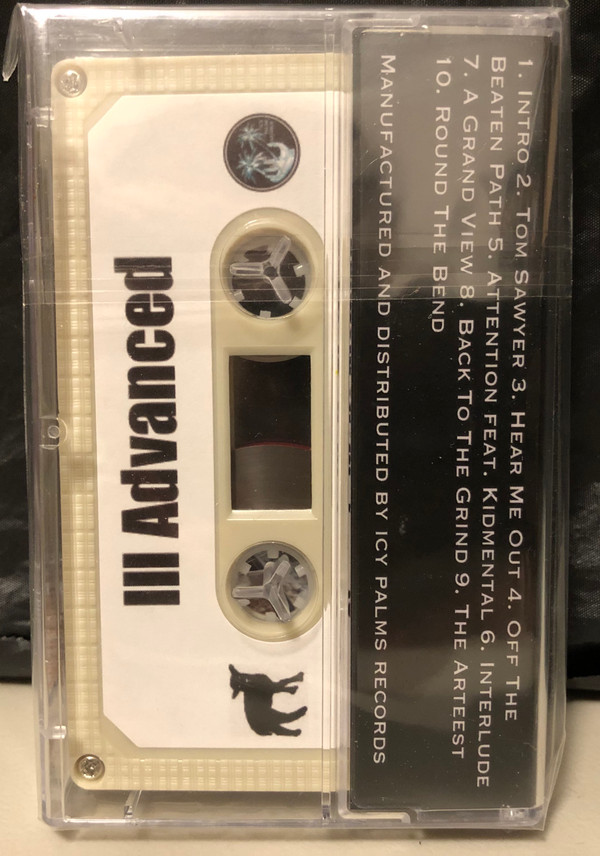 1. Intro 2. Tom Sawyer 3. Hear Me Out 4. Off The
Beaten Path 5. Attention feat. Kidmental 6. Interlude
7. A Grand View 8. Back To The Grind 9. The Arteest
10. Round The Bend
Manufactured and distributed by Icy Palms Records
Ill Advanced